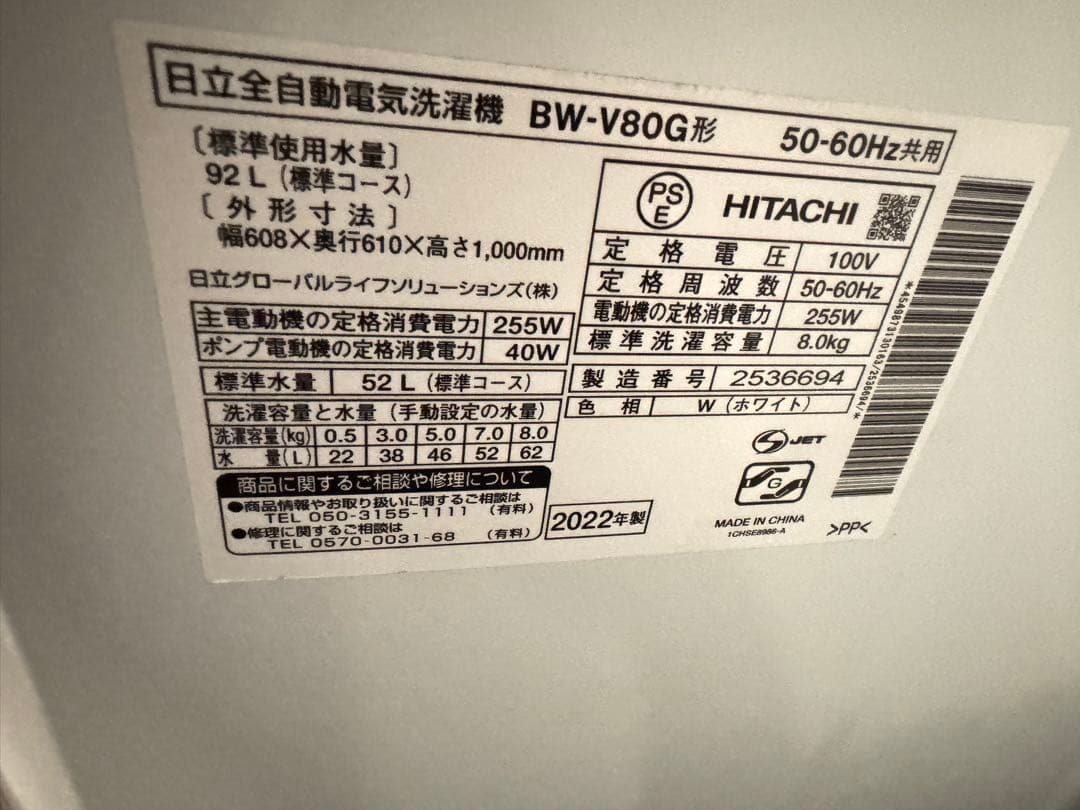 日立全自動電気洗濯機 BW-V80G形 50-60Hz共用
〔標準使用水量〕
92 L (標準コース)
〔外形寸法〕
幅608×奥行610×高さ1,000mm
日立グローバルライフソリューションズ(株)
主電動機の定格消費電力 255W
ポンプ電動機の定格消費電力 40W
標準水量 52 L (標準コース)
洗濯容量と水量 (手動設定の水量)
洗濯容量(kg) 0.5 3.0 5.0 7.0 8.0
水量(L) 22 38 46 52 62
商品に関するご相談や修理について
●商品情報やお取り扱いに関するご相談は
TEL 050-3155-1111 (有料)
●修理に関するご相談は
TEL 0570-0031-68 (有料)
2022年製
PS
E
HITACHI
定格電圧 100V
定格周波数 50-60Hz
電動機の定格消費電力 255W
標準洗濯容量 8.0kg
製造番号 2536694
色相 W (ホワイト)
S JET
G
MADE IN CHINA
1CHSE8986-A
>PP<
*4549873130163/2536694/*